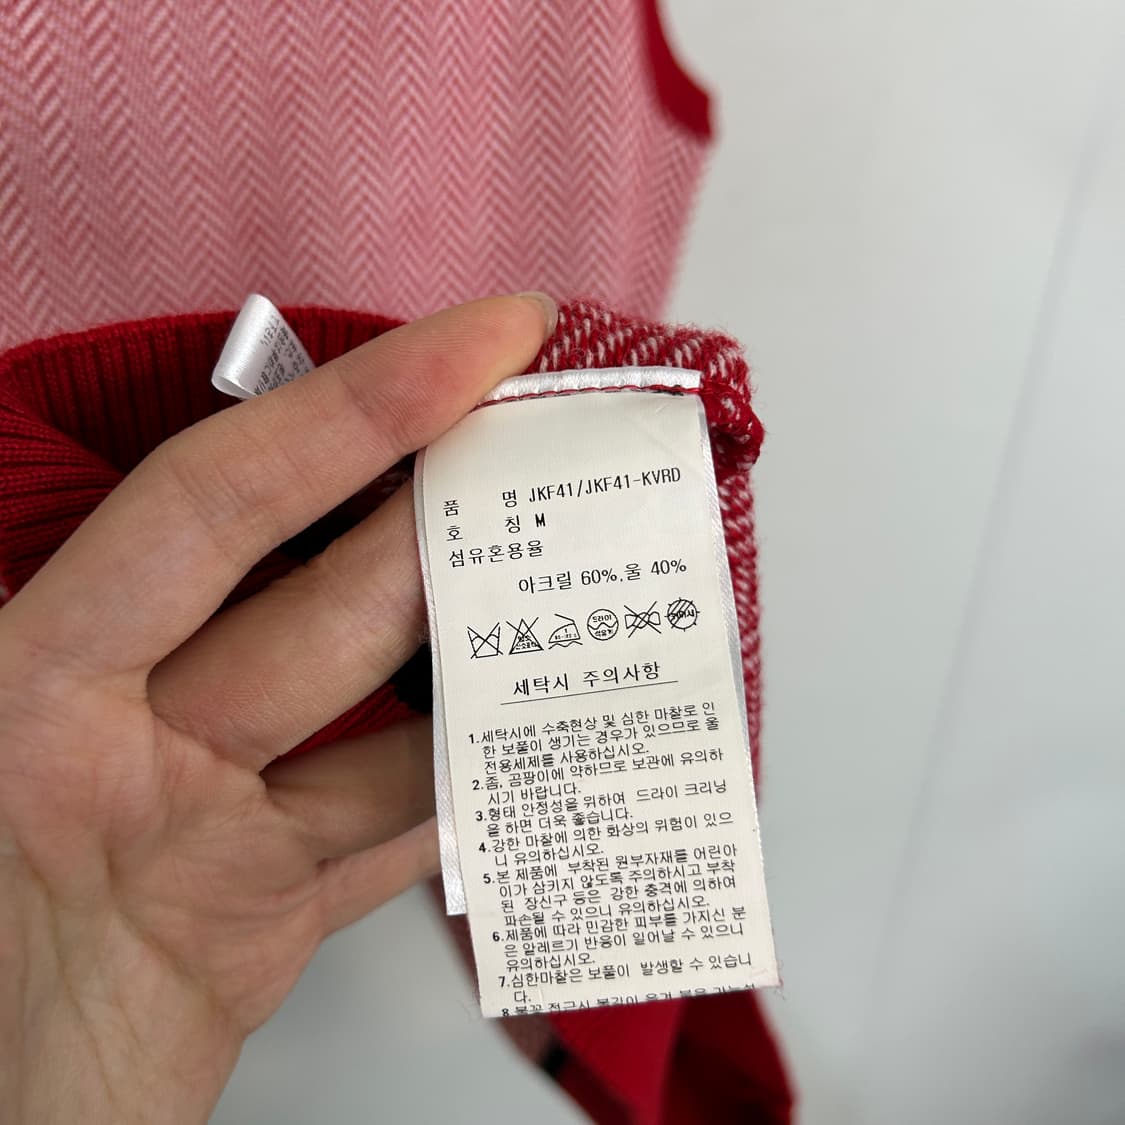 품 명 JKF41/JKF41-KVRD
호 칭 M
섬유혼용율
아크릴 60%.울 40%
드라이
석유계
세탁시 주의사항
1.세탁시에 수축현상 및 심한 마찰로 인
한 보풀이 생기는 경우가 있으므로 울
전용세제를 사용하십시오.
2.좀, 곰팡이에 약하므로 보관에 유의하
시기 바랍니다.
3.형태 안정성을 위하여 드라이 크리닝
을 하면 더욱 좋습니다.
4.강한 마찰에 의한 화상의 위험이 있으
니 유의하십시오.
5.본 제품에 부착된 원부자재를 어린아
이가 삼키지 않도록 주의하시고 부착
된 장신구 등은 강한 충격에 의하여
파손될 수 있으니 유의하십시오.
6.제품에 따라 민감한 피부를 가지신 분
은 알레르기 반응이 일어날 수 있으니
유의하십시오.
7.심한마찰은 보풀이 발생할 수 있습니
다.
8